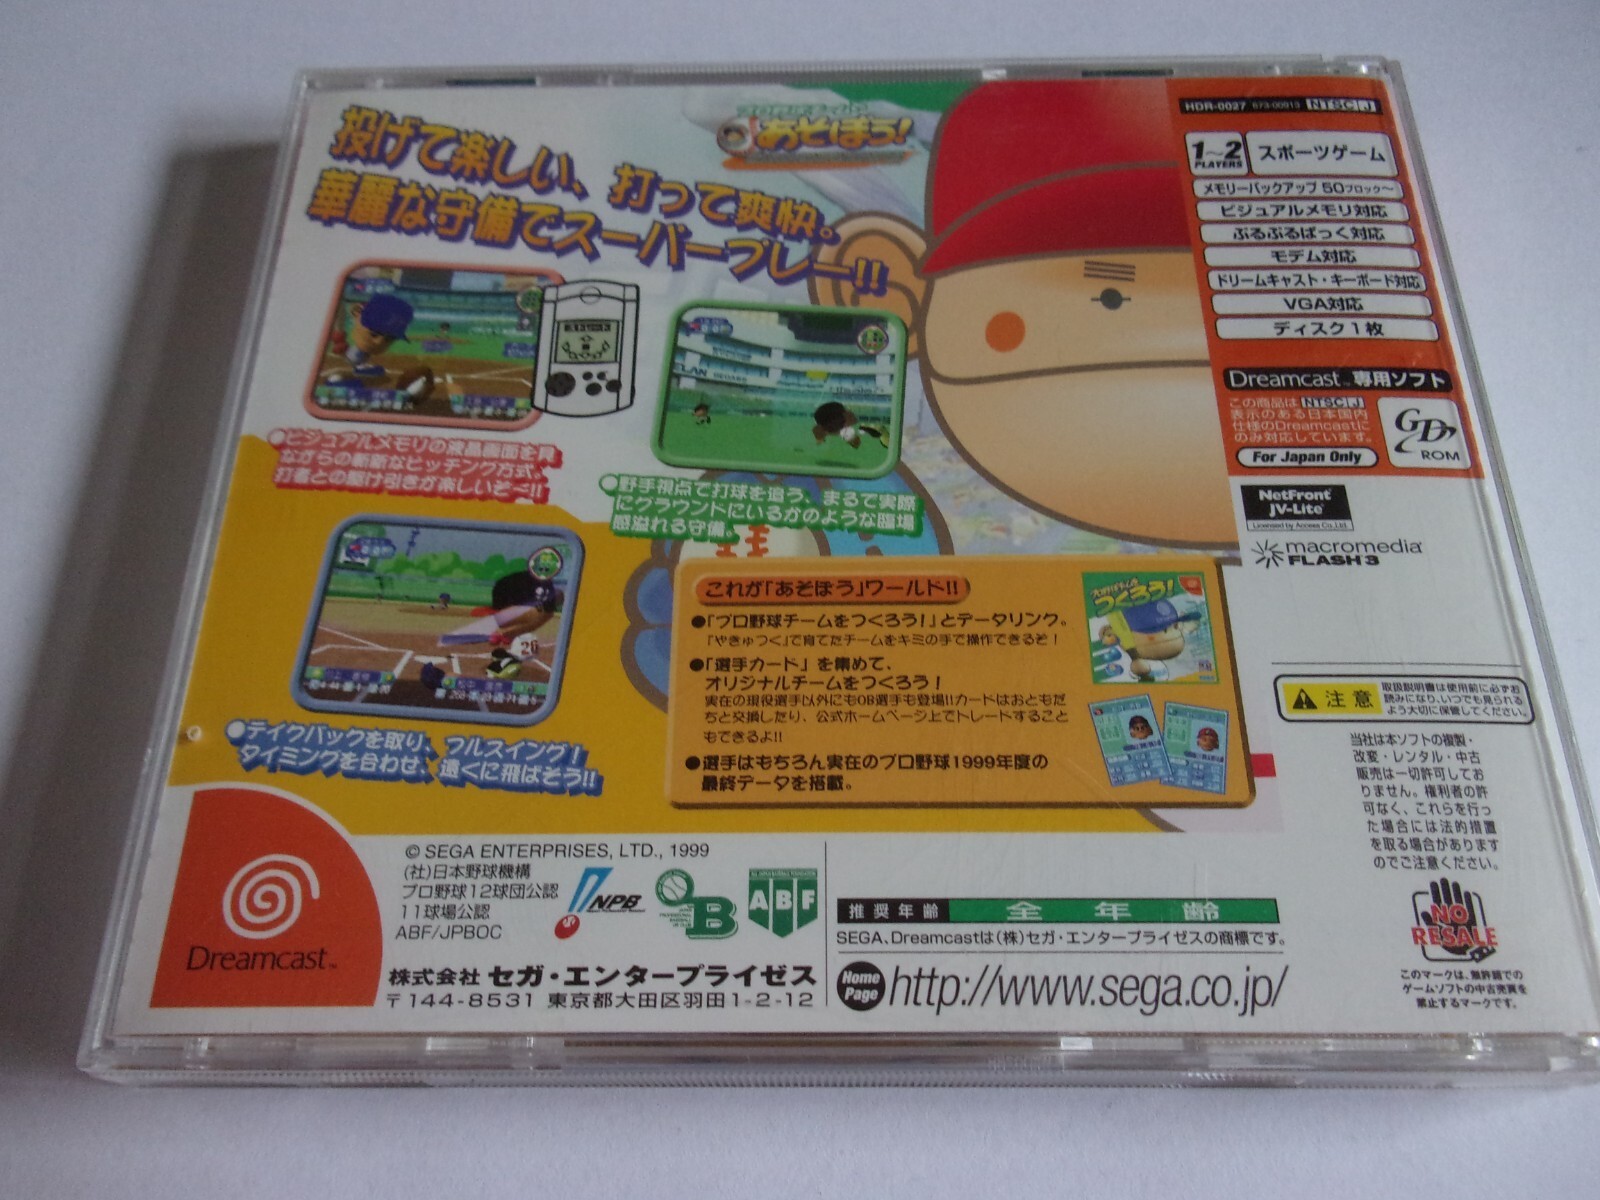 プロ野球チームで
あそぼう!
投げて楽しい、打って爽快。
華麗な守備でスーパープレー!!
●ビジュアルメモリの液晶画面を見
ながらの斬新なピッチング方式。
打者との駆け引きが楽しいぞ〜!!
●野手視点で打球を追う、まるで実際
にグラウンドにいるかのような臨場
感溢れる守備。
●テイクバックを取り、フルスイング!
タイミングを合わせ、遠くに飛ばそう!!
これが「あそぼう」ワールド!!
●「プロ野球チームをつくろう!」とデータリンク。
「やきゅつく」で育てたチームをキミの手で操作できるぞ!
●「選手カード」を集めて、
オリジナルチームをつくろう!
実在の現役選手以外にもOB選手も登場!!カードはおともだ
ちと交換したり、公式ホームページ上でトレードすること
もできるよ!!
●選手はもちろん実在のプロ野球1999年度の
最終データを搭載。
つくろう!
HDR-0027 673-00913 NTSC J
1〜2
PLAYERS
スポーツゲーム
メモリーバックアップ 50ブロック〜
ビジュアルメモリ対応
ぷるぷるぱっく対応
モデム対応
ドリームキャスト・キーボード対応
VGA対応
ディスク1枚
Dreamcast™専用ソフト
この商品は NTSC J
表示のある日本国内
仕様のDreamcastに
のみ対応しています。
For Japan Only
GD
ROM
NetFront
JV-Lite
Licensed by Access Co.,Ltd.
macromedia
FLASH 3
注意
取扱説明書は使用前に必ずお
読みになり、いつでも見られる
よう大切に保管してください。
当社は本ソフトの複製・
改変・レンタル・中古
販売は一切許可してお
りません。権利者の許
可なく、これらを行っ
た場合には法的措置
を取る場合があります
のでご注意ください。
NO
RESALE
このマークは、無許諾での
ゲームソフトの中古売買を
禁止するマークです。
Dreamcast™
© SEGA ENTERPRISES, LTD., 1999
(社)日本野球機構
プロ野球12球団公認
11球場公認
ABF/JPBOC
NPB
OB
ABF
株式会社 セガ・エンタープライゼス
〒144-8531 東京都大田区羽田1-2-12
推奨年齢 全年齢
SEGA、Dreamcastは(株)セガ・エンタープライゼスの商標です。
Home
Page
http://www.sega.co.jp/